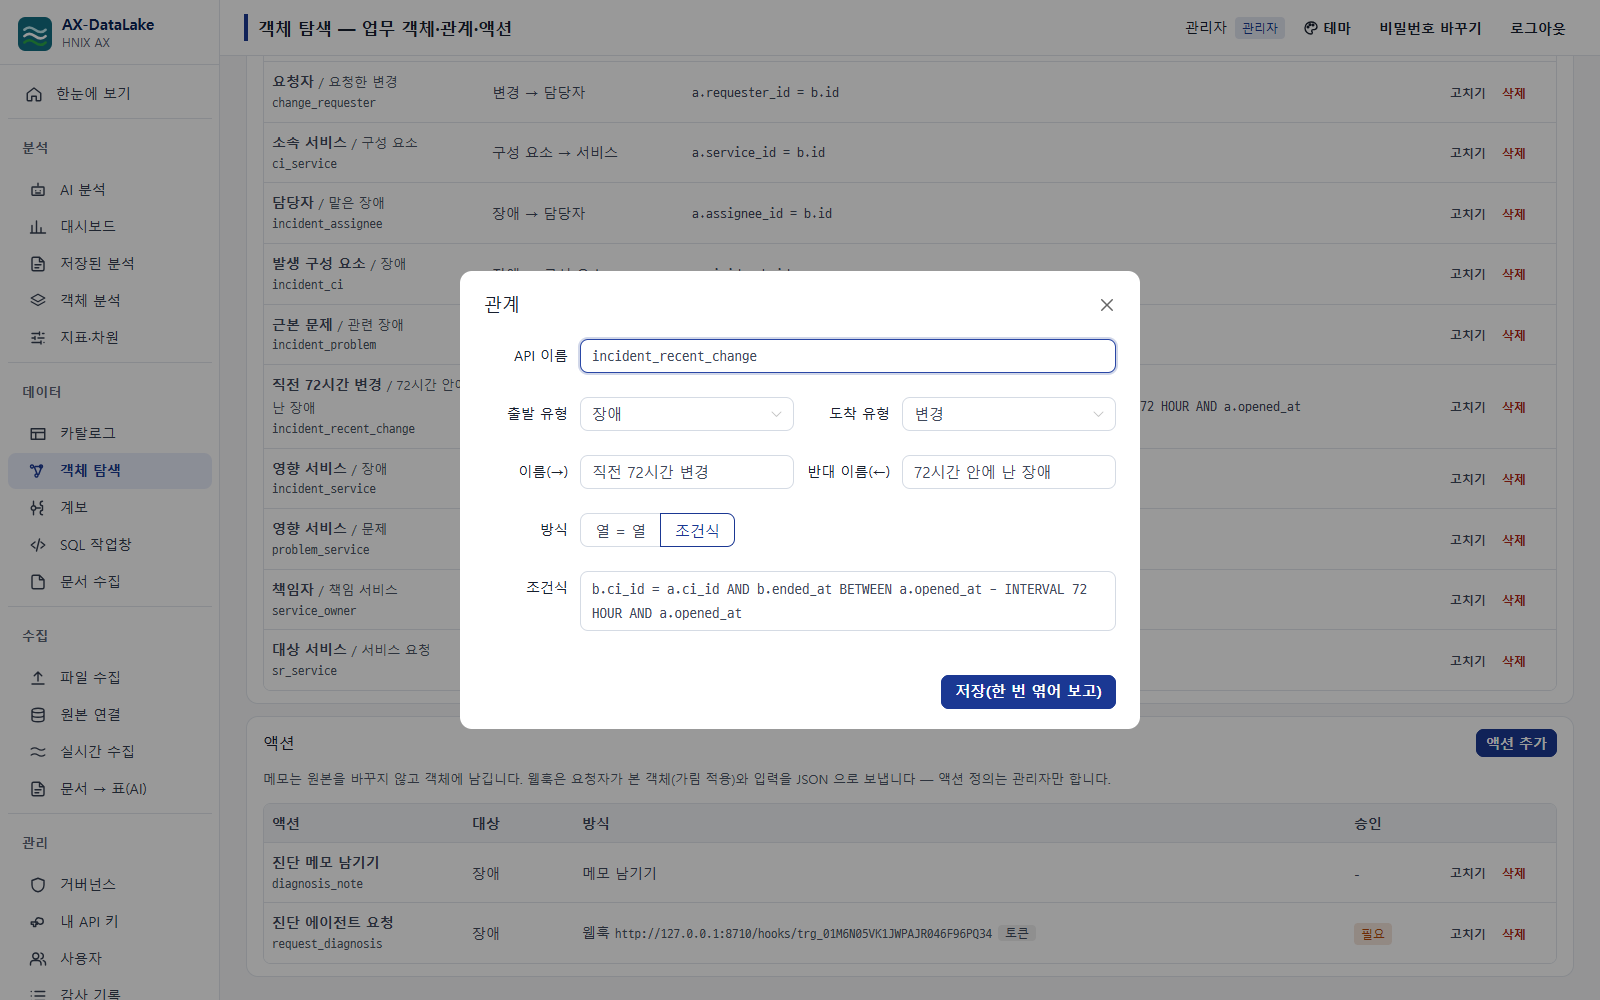 AX-DataLake
HNIX AX
객체 탐색 — 업무 객체·관계·액션
관리자 관리자 테마 비밀번호 바꾸기 로그아웃
한눈에 보기
분석
AI 분석
대시보드
저장된 분석
객체 분석
지표·차원
데이터
카탈로그
객체 탐색
계보
SQL 작업창
문서 수집
수집
파일 수집
원본 연결
실시간 수집
문서 → 표(AI)
관리
거버넌스
내 API 키
사용자
감사 기록
요청자 / 요청한 변경
change_requester
변경 → 담당자
a.requester_id = b.id
고치기 삭제
소속 서비스 / 구성 요소
ci_service
구성 요소 → 서비스
a.service_id = b.id
고치기 삭제
담당자 / 맡은 장애
incident_assignee
장애 → 담당자
a.assignee_id = b.id
고치기 삭제
발생 구성 요소 / 장애
incident_ci
고치기 삭제
근본 문제 / 관련 장애
incident_problem
고치기 삭제
직전 72시간 변경 / 72시간 안에
난 장애
incident_recent_change
72 HOUR AND a.opened_at
고치기 삭제
영향 서비스 / 장애
incident_service
고치기 삭제
영향 서비스 / 문제
problem_service
고치기 삭제
책임자 / 책임 서비스
service_owner
고치기 삭제
대상 서비스 / 서비스 요청
sr_service
고치기 삭제
관계
API 이름 incident_recent_change
출발 유형 장애 도착 유형 변경
이름(→) 직전 72시간 변경 반대 이름(←) 72시간 안에 난 장애
방식 열 = 열 조건식
조건식 b.ci_id = a.ci_id AND b.ended_at BETWEEN a.opened_at - INTERVAL 72
HOUR AND a.opened_at
저장(한 번 엮어 보고)
액션
액션 추가
메모는 원본을 바꾸지 않고 객체에 남깁니다. 웹훅은 요청자가 본 객체(가림 적용)와 입력을 JSON 으로 보냅니다 — 액션 정의는 관리자만 합니다.
액션 대상 방식 승인
진단 메모 남기기
diagnosis_note
장애
메모 남기기
-
고치기 삭제
진단 에이전트 요청
request_diagnosis
장애
웹훅 http://127.0.0.1:8710/hooks/trg_01M6N05VK1JWPAJR046F96PQ34 토큰
필요
고치기 삭제